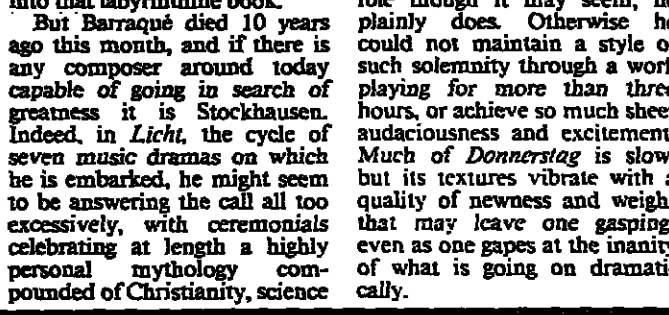 into that labyrinthine book.
But Barraqué died 10 years
ago this month, and if there is
any composer around today
capable of going in search of
greatness it is Stockhausen.
Indeed, in Licht, the cycle of
seven music dramas on which
he is embarked, he might seem
to be answering the call all too
excessively, with ceremonials
celebrating at length a highly
personal mythology com-
pounded of Christianity, science
though it may seem, he
plainly does. Otherwise he
could not maintain a style o
such solemnity through a wor
playing for more than three
hours, or achieve so much shee
audaciousness and excitement
Much of Donnerstag is slow
but its textures vibrate with a
quality of newness and weigh
that may leave one gasping
even as one gapes at the inanity
of what is going on dramati
cally.